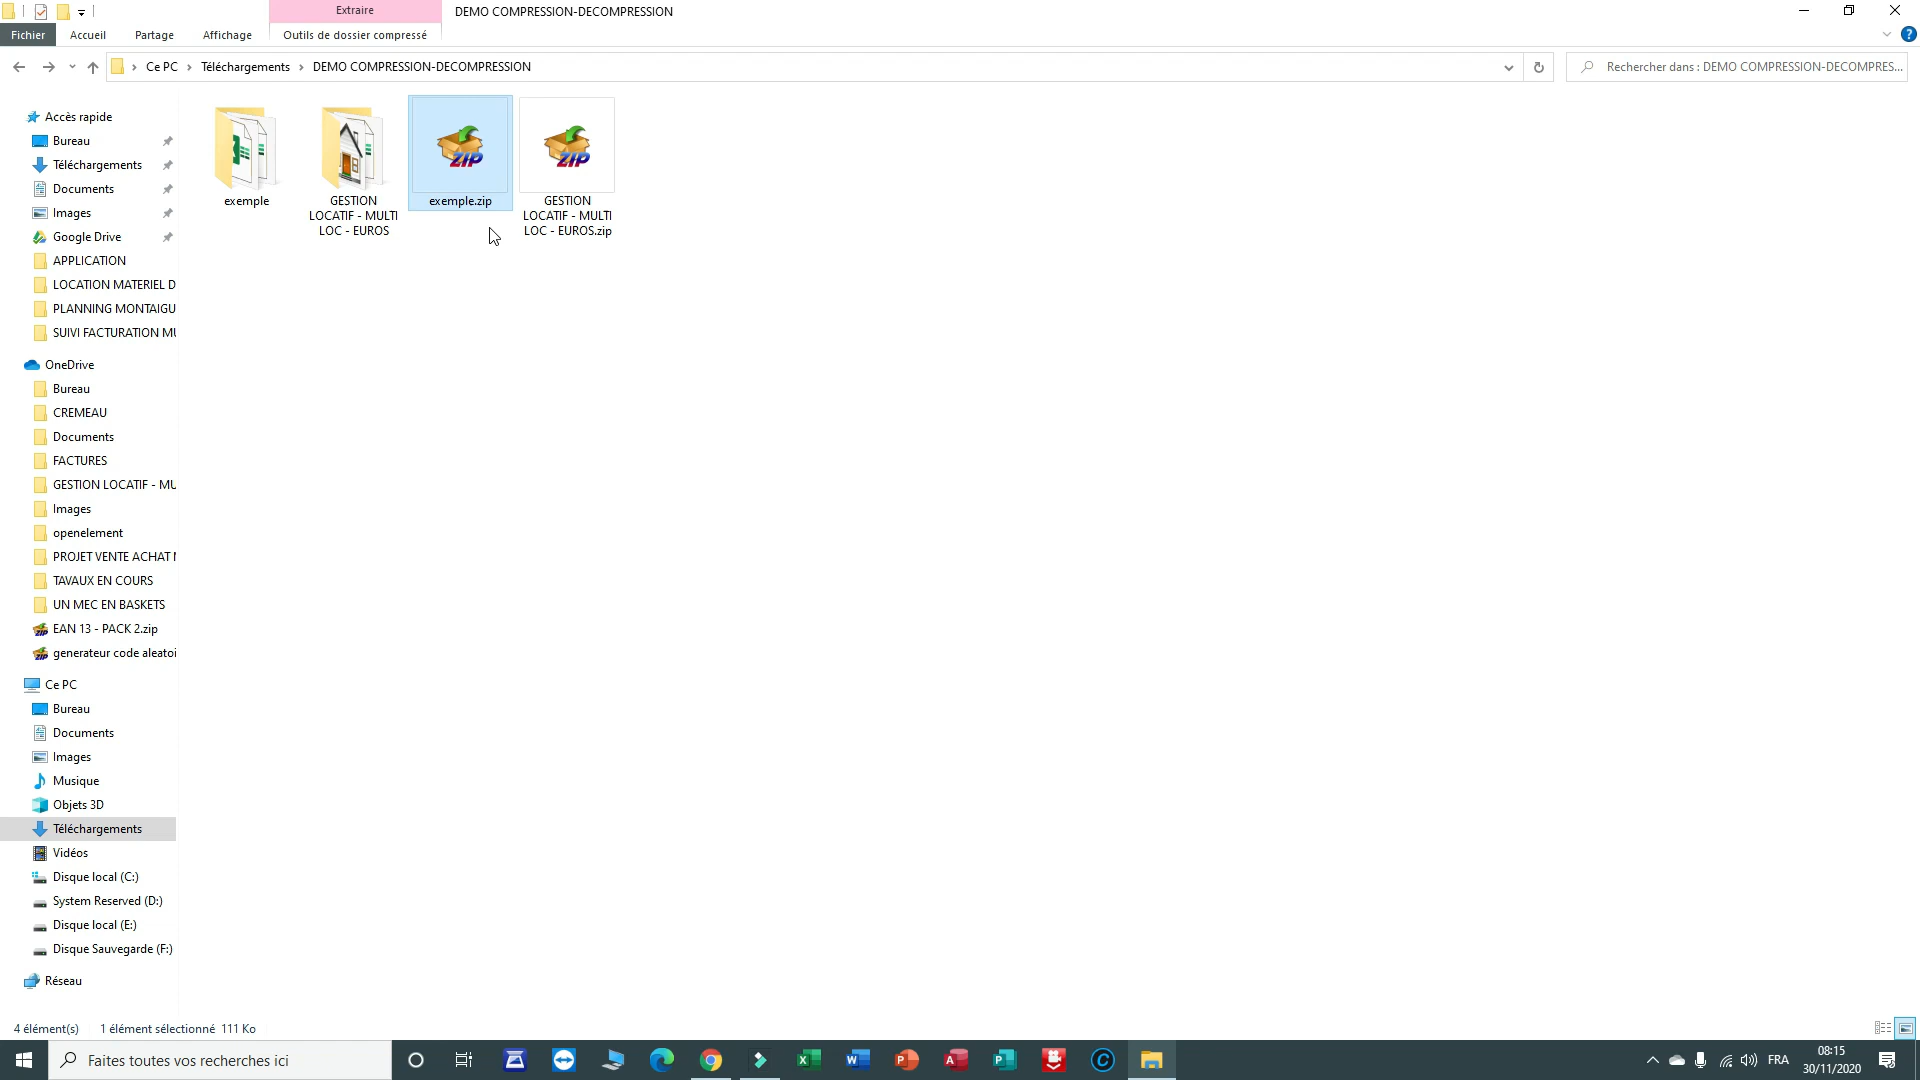 Extraire
DEMO COMPRESSION-DECOMPRESSION
Fichier
Accueil
Partage
Affichage
Outils de dossier compressé
?
Ce PC
Téléchargements
DEMO COMPRESSION-DECOMPRESSION
Rechercher dans : DEMO COMPRESSION-DECOMPRES...
Accès rapide
Bureau
Téléchargements
Documents
Images
Google Drive
APPLICATION
LOCATION MATERIEL D
PLANNING MONTAIGU
SUIVI FACTURATION MU
OneDrive
Bureau
CREMEAU
Documents
FACTURES
GESTION LOCATIF - MU
Images
openelement
PROJET VENTE ACHAT
TAVAUX EN COURS
UN MEC EN BASKETS
EAN 13 - PACK 2.zip
generateur code aleatoi
Ce PC
Bureau
Documents
Images
Musique
Objets 3D
Téléchargements
Vidéos
Disque local (C:)
System Reserved (D:)
Disque local (E:)
Disque Sauvegarde (F:)
Réseau
exemple
GESTION
LOCATIF - MULTI
LOC - EUROS
ZIP
exemple.zip
ZIP
GESTION
LOCATIF - MULTI
LOC - EUROS.zip
4 élément(s)
1 élément sélectionné 111 Ko
Faites toutes vos recherches ici
FRA
08:15
30/11/2020